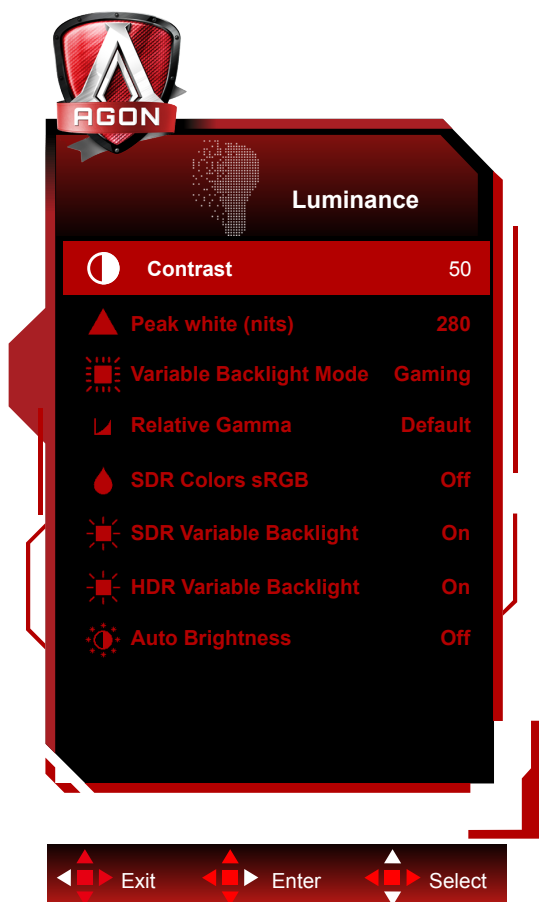 AGON
Luminance
Contrast 50
Peak white (nits) 280
Variable Backlight Mode Gaming
Relative Gamma Default
SDR Colors sRGB Off
SDR Variable Backlight On
HDR Variable Backlight On
Auto Brightness Off
Exit Enter Select